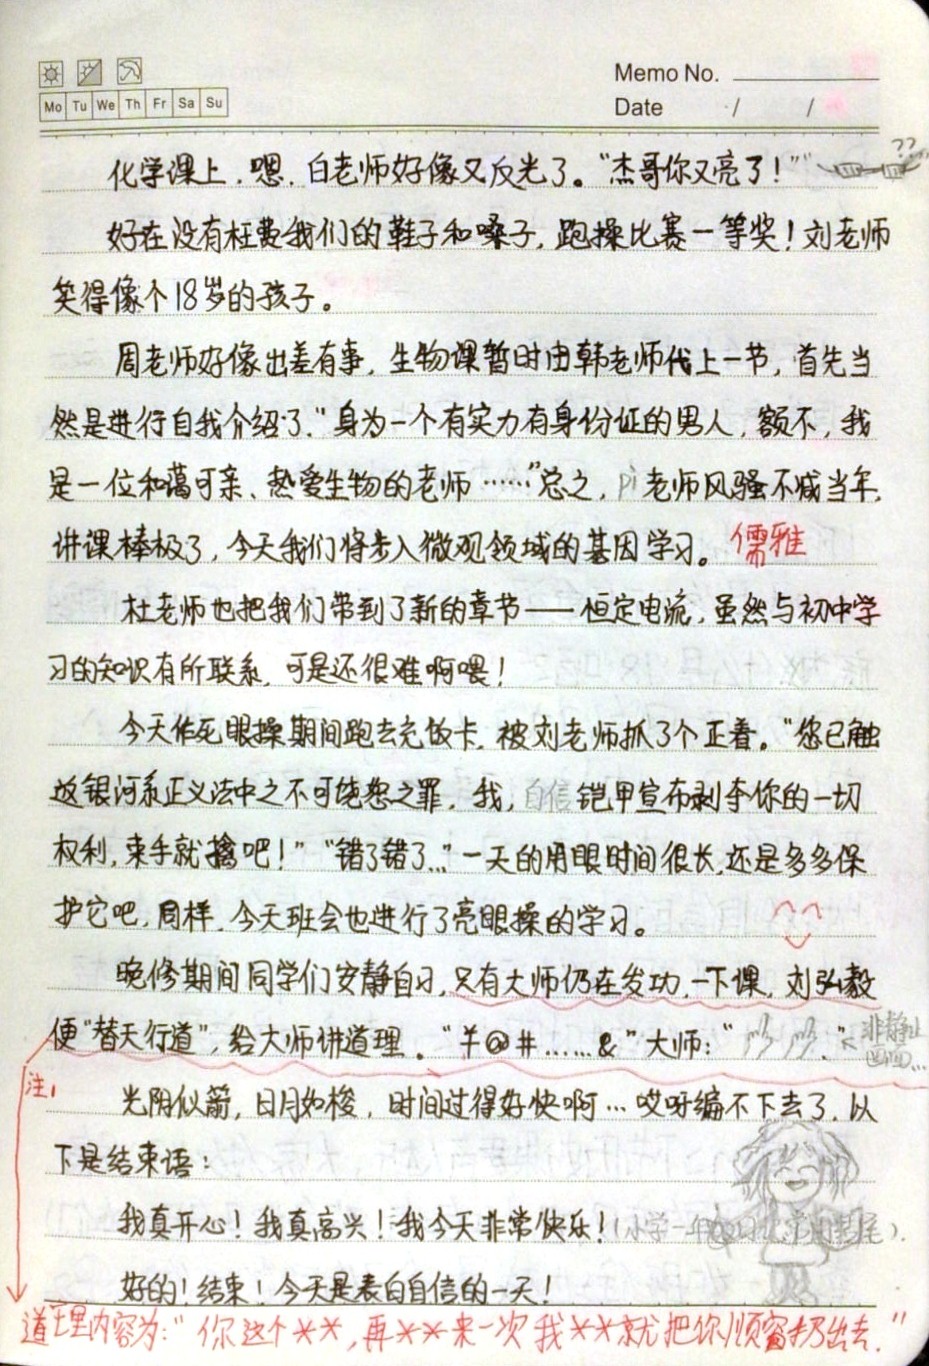 Memo No.
Mo Tu We Th Fr Sa Su
Date / /
化学课上，嗯，白老师好像又反光了。“杰哥你又亮了！” ??
好在没有枉费我们的鞋子和嗓子，跑操比赛一等奖！刘老师
笑得像个18岁的孩子。
周老师好像出差有事，生物课暂时由韩老师代上一节，首先当
然是进行自我介绍了，“身为一个有实力有身份证的男人，额不，我
是一位和蔼可亲、热爱生物的老师……”总之，pi老师风骚不减当年，
讲课棒极了，今天我们将步入微观领域的基因学习。 儒雅
杜老师也把我们带到了新的章节——恒定电流，虽然与初中学
习的知识有所联系，可是还很难啊喂！
今天作死眼操期间跑去充饭卡，被刘老师抓了个正着。“您已触
返银河系正义法中之不可饶恕之罪，我，自信铠甲宣布剥夺你的一切
权利，束手就擒吧！”“错了错了…”一天的用眼时间很长，还是多多保
护它吧，同样，今天班会也进行了亮眼操的学习。
晚修期间同学们安静自习，只有大师仍在发功，一下课，刘弘毅
便“替天行道”，给大师讲道理。“￥@#……&”大师：“ ” 非静止
画面…
注：
光阴似箭，日月如梭，时间过得好快啊…哎呀编不下去了，以
下是结束语：
我真开心！我真高兴！我今天非常快乐！(小学一年级日记常用结尾).
好的！结束！今天是表白自信的一天！
道理内容为：“你这个**，再**来一次我**就把你顺窗扔出去.”